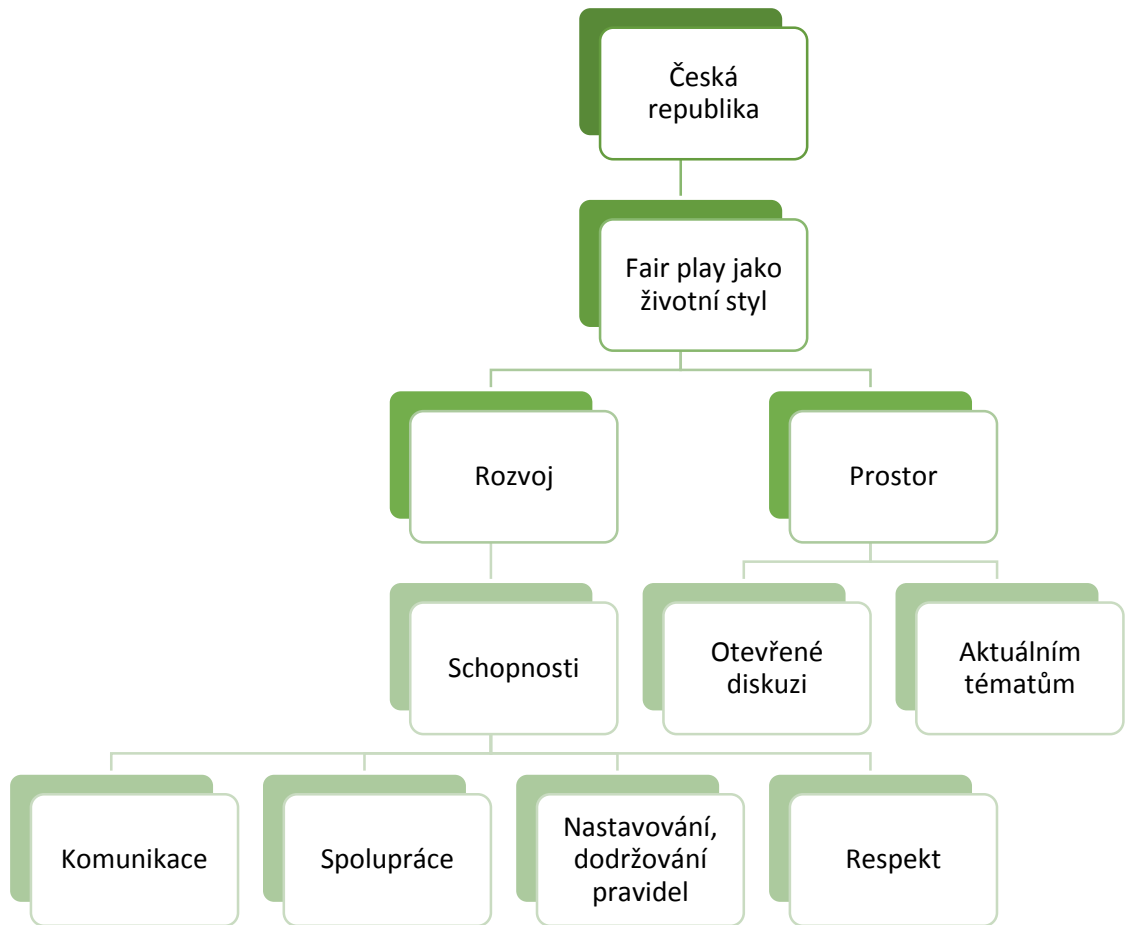 Česká
republika
Fair play jako
životní styl
Rozvoj
Prostor
Schopnosti
Otevřené
diskuzi
Aktuálním
tématům
Komunikace
Spolupráce
Nastavování,
dodržování
pravidel
Respekt